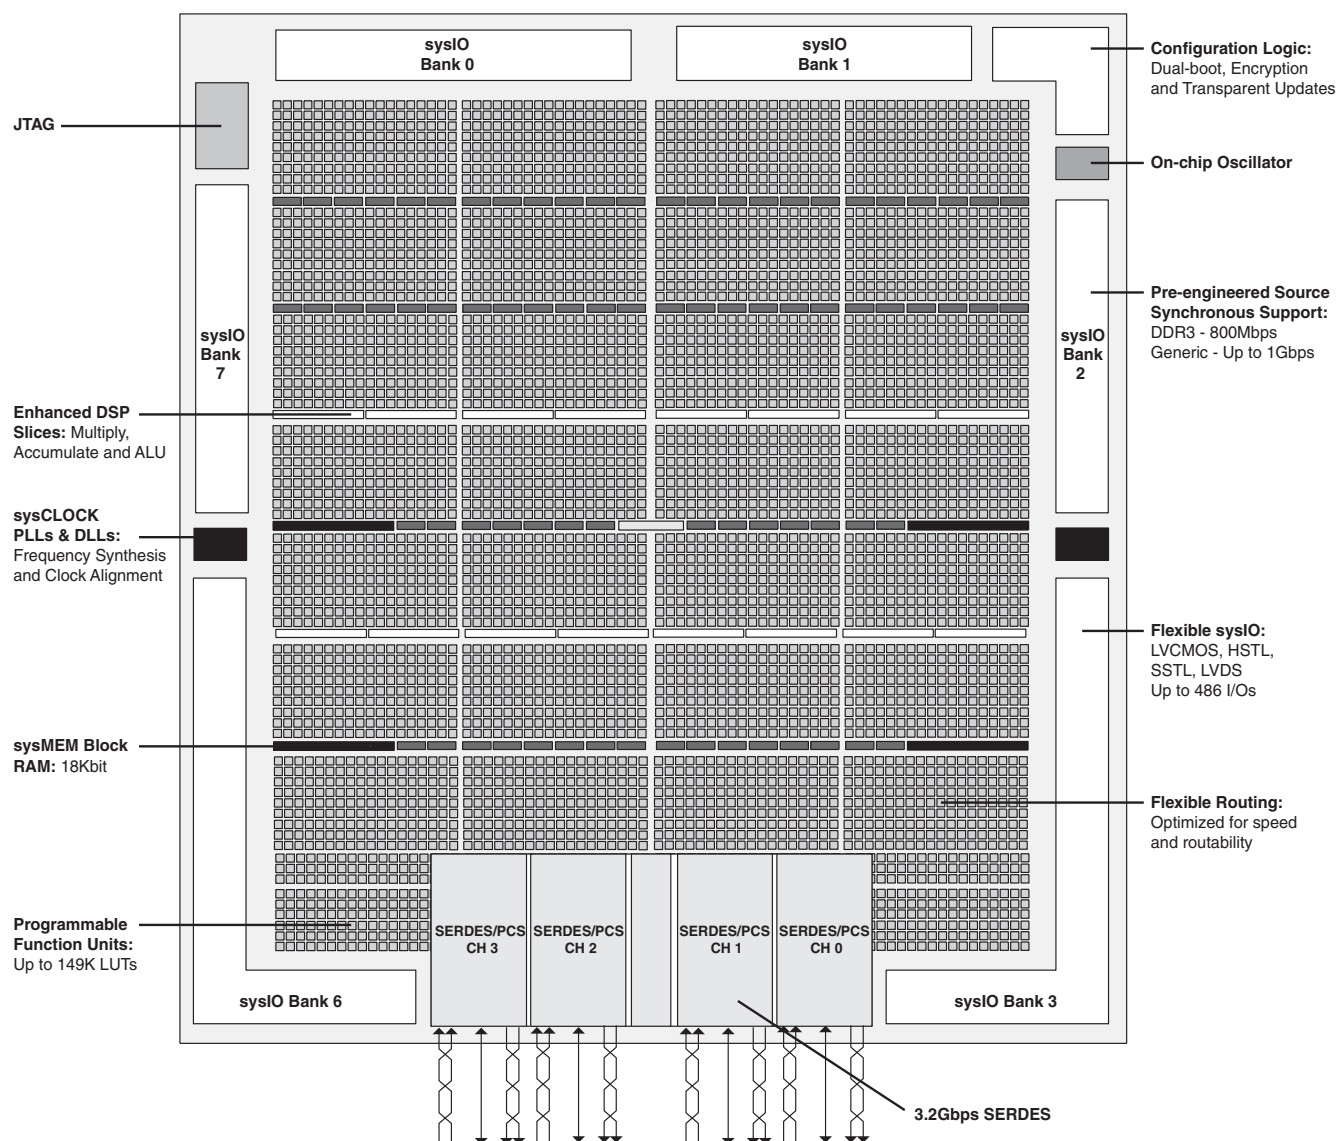 sysIO
Bank 0
sysIO
Bank 1
Configuration Logic:
Dual-boot, Encryption
and Transparent Updates
JTAG
On-chip Oscillator
sysIO
Bank
7
Pre-engineered Source
Synchronous Support:
DDR3 - 800Mbps
Generic - Up to 1Gbps
sysIO
Bank
2
Enhanced DSP
Slices: Multiply,
Accumulate and ALU
sysCLOCK
PLLs & DLLs:
Frequency Synthesis
and Clock Alignment
Flexible sysIO:
LVCMOS, HSTL,
SSTL, LVDS
Up to 486 I/Os
sysMEM Block
RAM: 18Kbit
Flexible Routing:
Optimized for speed
and routability
Programmable
Function Units:
Up to 149K LUTs
SERDES/PCS
CH 3
SERDES/PCS
CH 2
SERDES/PCS
CH 1
SERDES/PCS
CH 0
sysIO Bank 6
sysIO Bank 3
3.2Gbps SERDES